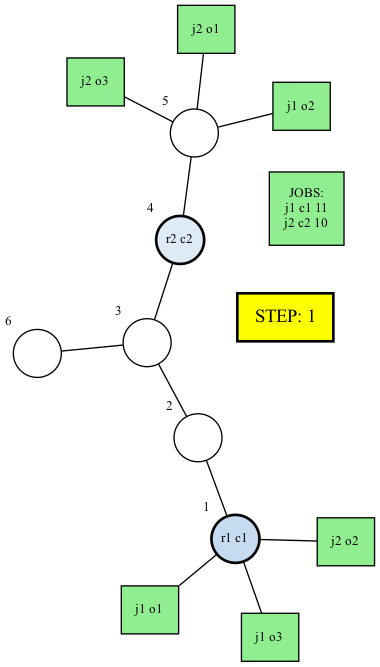 j2 o1
j2 o3
5
j1 o2
JOBS:
j1 c1 11
j2 c2 10
4
r2 c2
STEP: 1
3
6
2
1
r1 c1
j2 o2
j1 o1
j1 o3